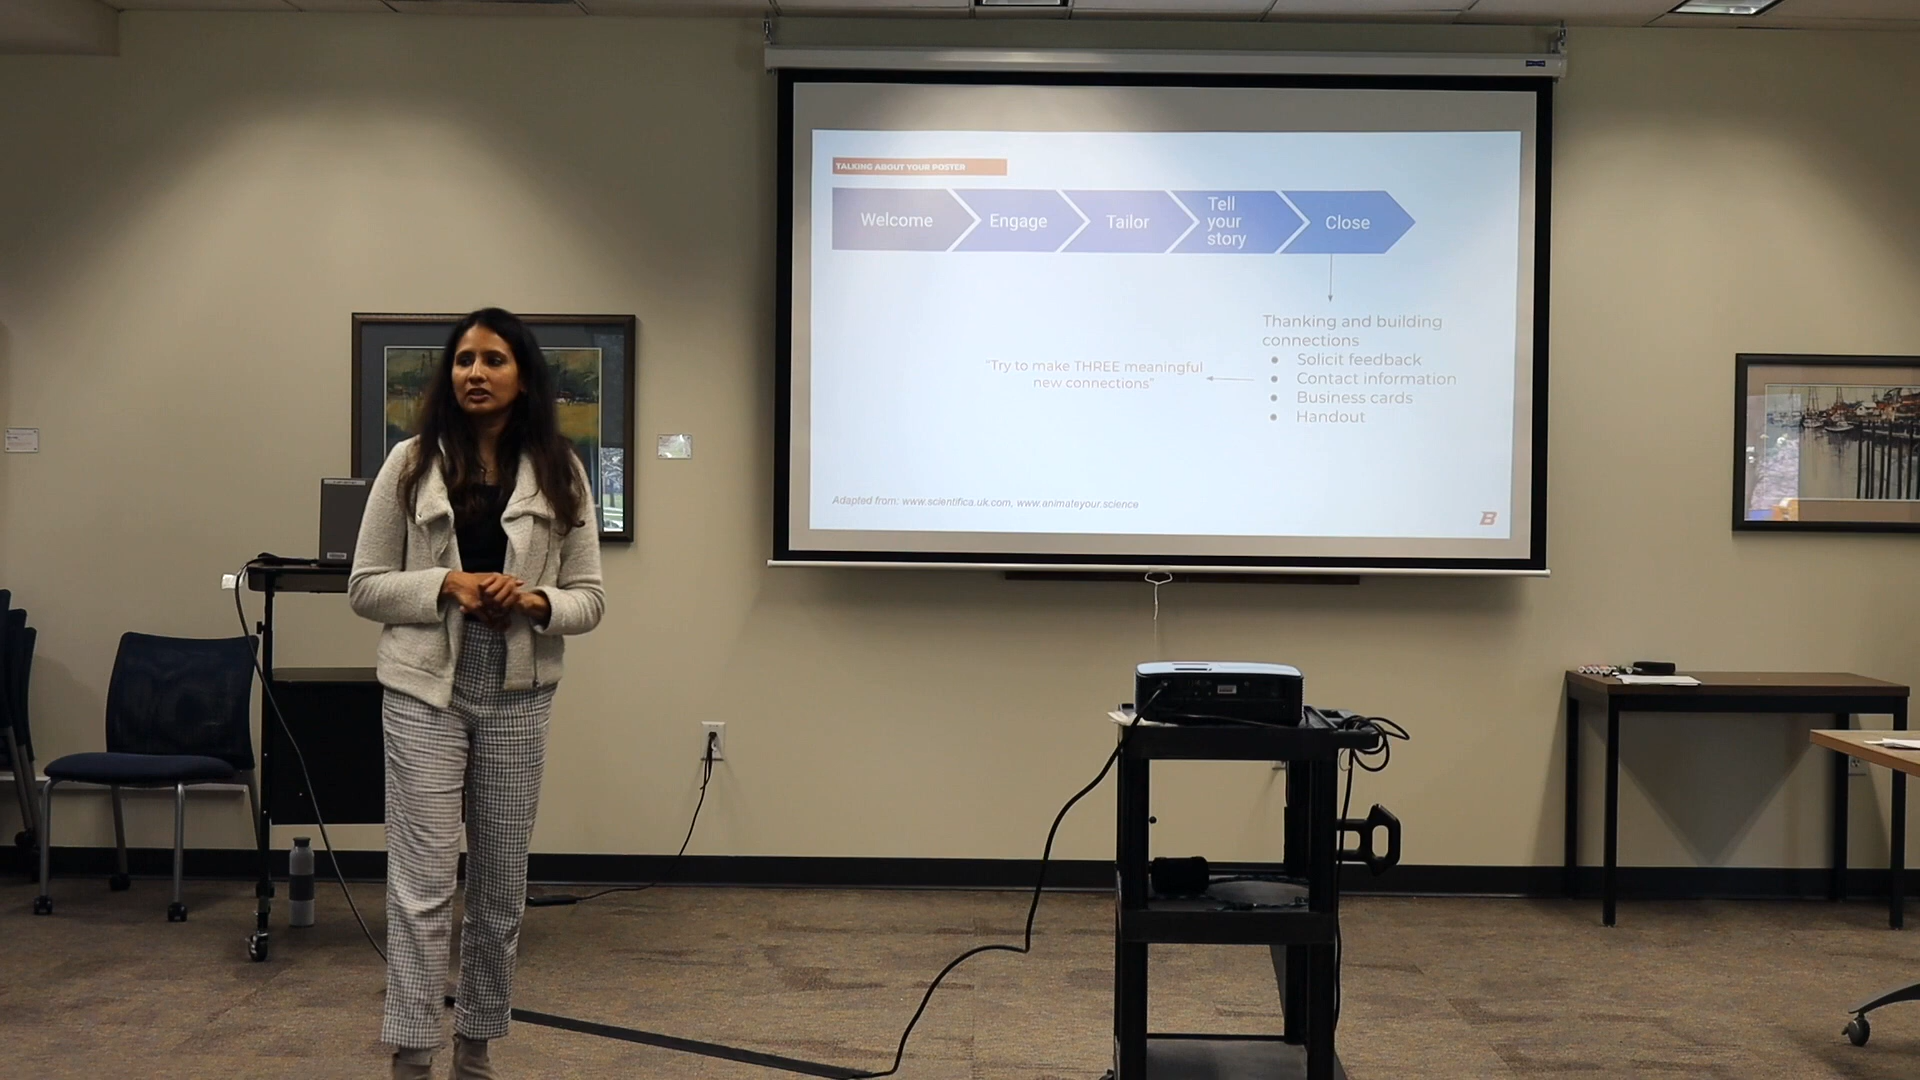 TALKING ABOUT YOUR POSTER
Welcome
Engage
Tailor
Tell
your
story
Close
Thanking and building
connections
● Solicit feedback
● Contact information
● Business cards
● Handout
"Try to make THREE meaningful
new connections"
Adapted from: www.scientifica.uk.com, www.animateyour.science
B